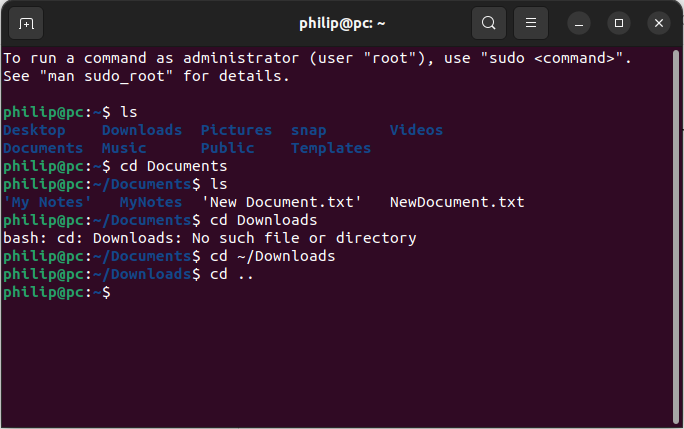 philip@pc: ~
To run a command as administrator (user "root"), use "sudo <command>".
See "man sudo_root" for details.
philip@pc:~$ ls
Desktop    Downloads  Pictures  snap       Videos
Documents  Music      Public    Templates
philip@pc:~$ cd Documents
philip@pc:~/Documents$ ls
'My Notes'   MyNotes  'New Document.txt'   NewDocument.txt
philip@pc:~/Documents$ cd Downloads
bash: cd: Downloads: No such file or directory
philip@pc:~/Documents$ cd ~/Downloads
philip@pc:~/Downloads$ cd ..
philip@pc:~$